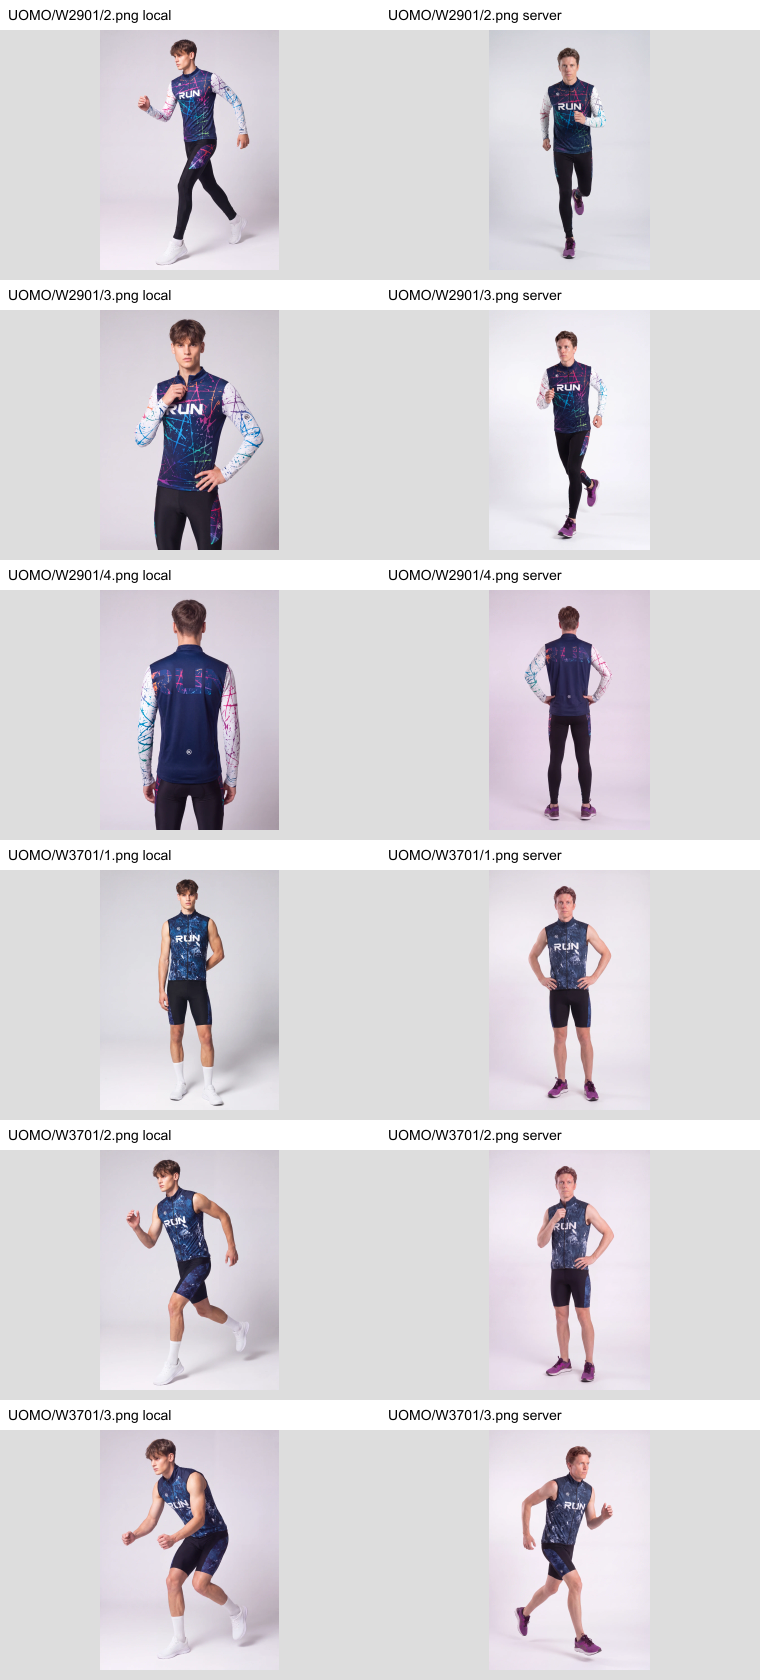 UOMO/W2901/2.png local
UOMO/W2901/2.png server
RUN
RUN
UOMO/W2901/3.png local
UOMO/W2901/3.png server
RUN
RUN
UOMO/W2901/4.png local
UOMO/W2901/4.png server
UOMO/W3701/1.png local
UOMO/W3701/1.png server
RUN
RUN
UOMO/W3701/2.png local
UOMO/W3701/2.png server
RUN
RUN
UOMO/W3701/3.png local
UOMO/W3701/3.png server
RUN
RUN